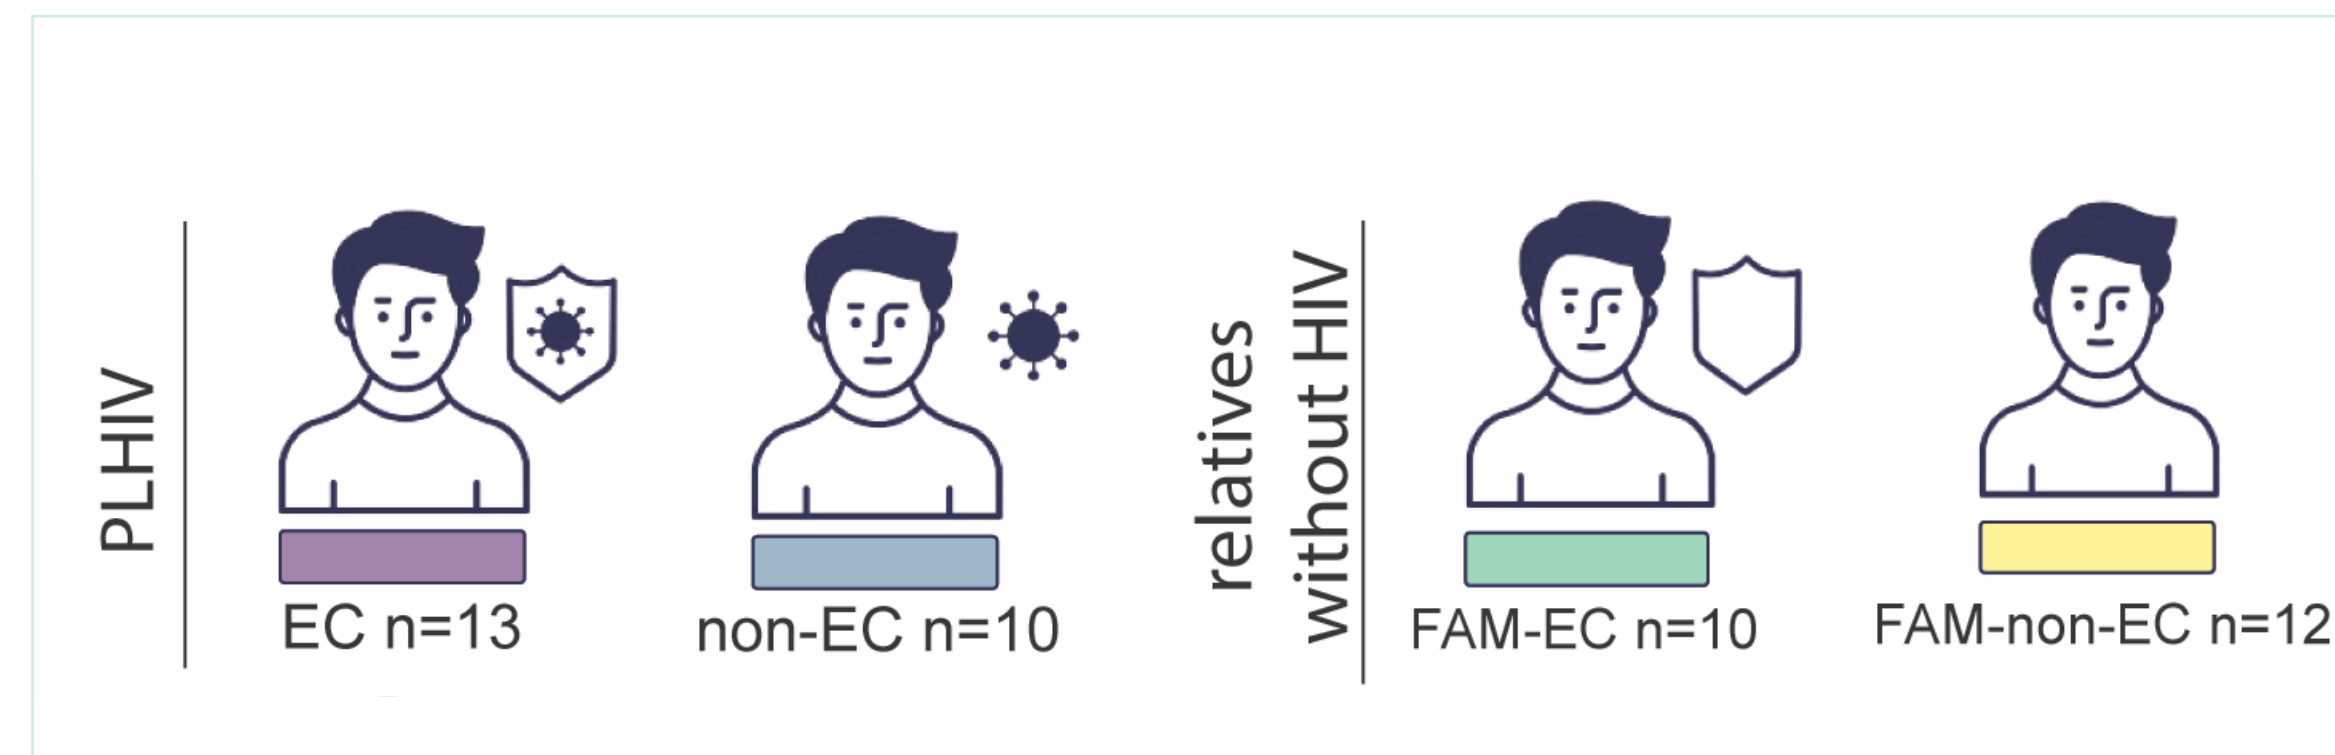 PLHIV
EC n=13
non-EC n=10
relatives
without HIV
FAM-EC n=10
FAM-non-EC n=12